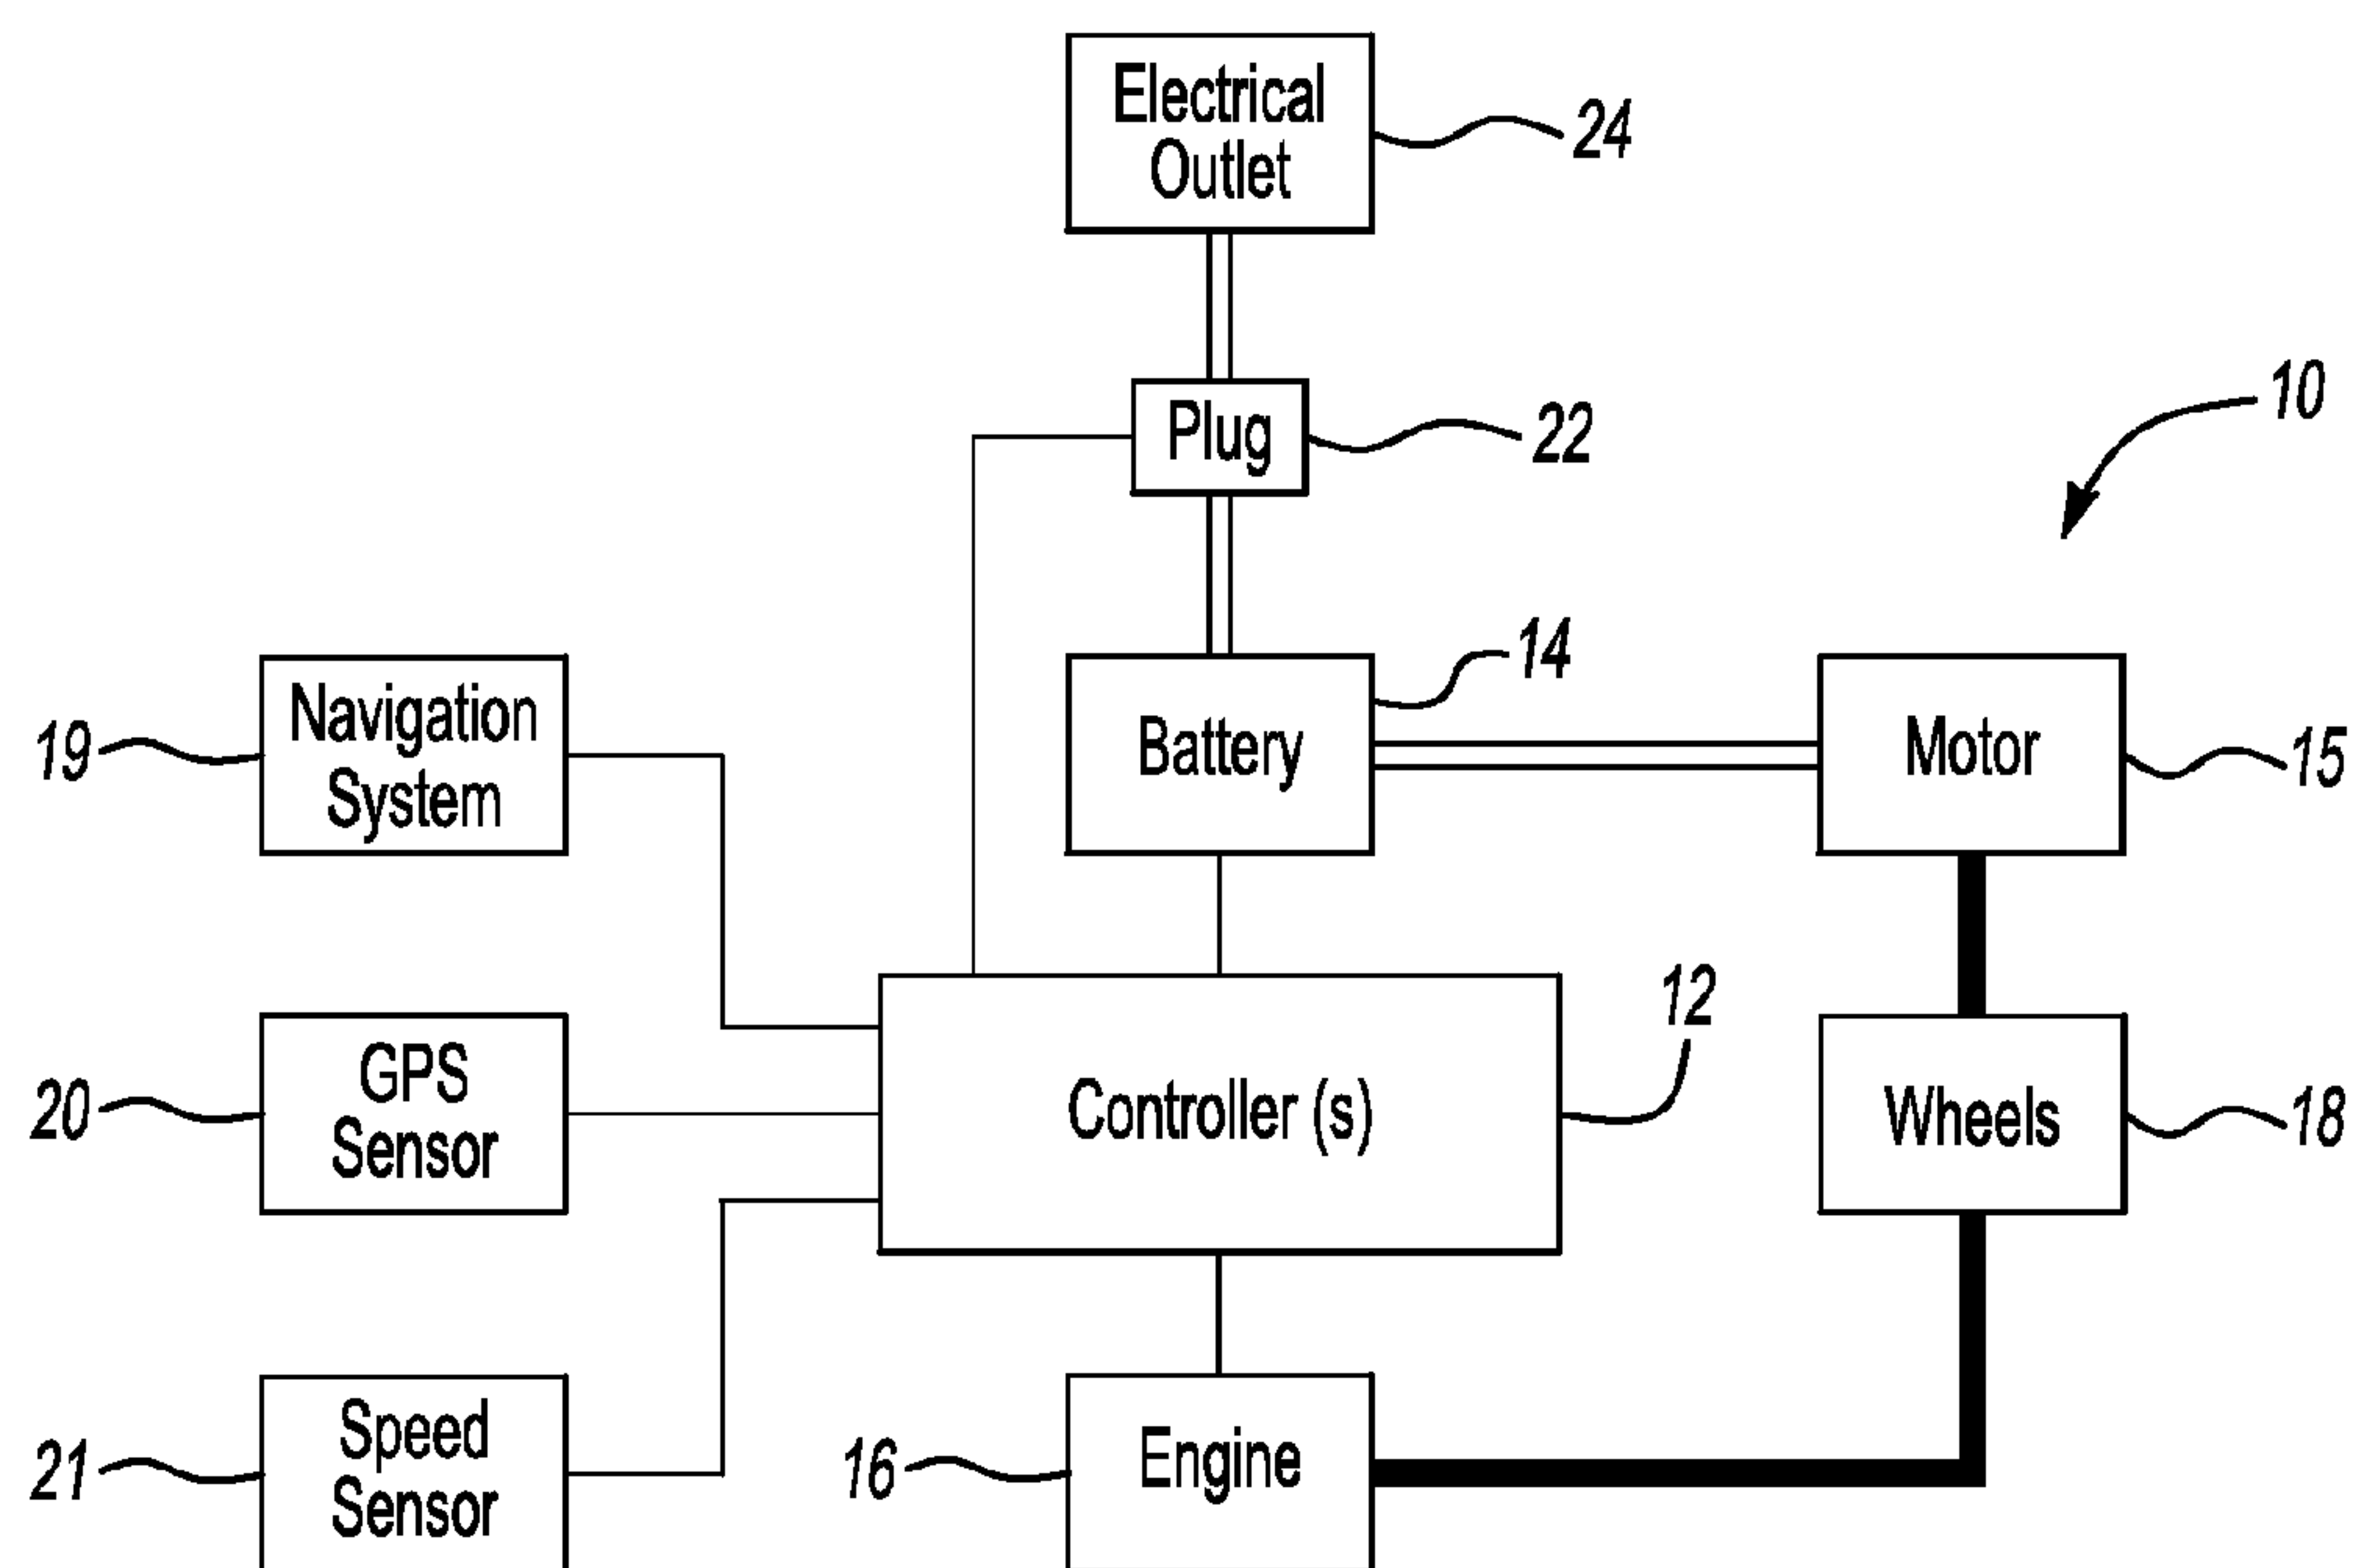 Electrical
Outlet
24
Plug
22
10
14
Navigation
System
19
Battery
Motor
15
12
GPS
Sensor
20
Controller (s)
Wheels
18
Speed
Sensor
21
16
Engine